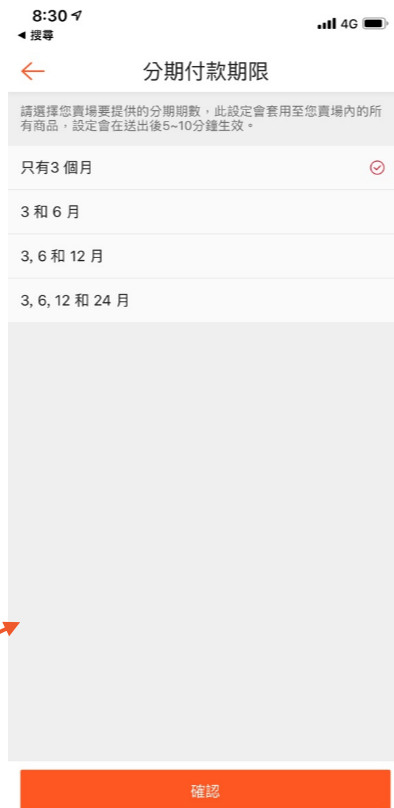 8:30
4G
◀ 搜尋
分期付款期限
請選擇您賣場要提供的分期期數，此設定會套用至您賣場內的所
有商品，設定會在送出後5~10分鐘生效。
只有3 個月
3 和 6 月
3, 6 和 12 月
3, 6, 12 和 24 月
確認